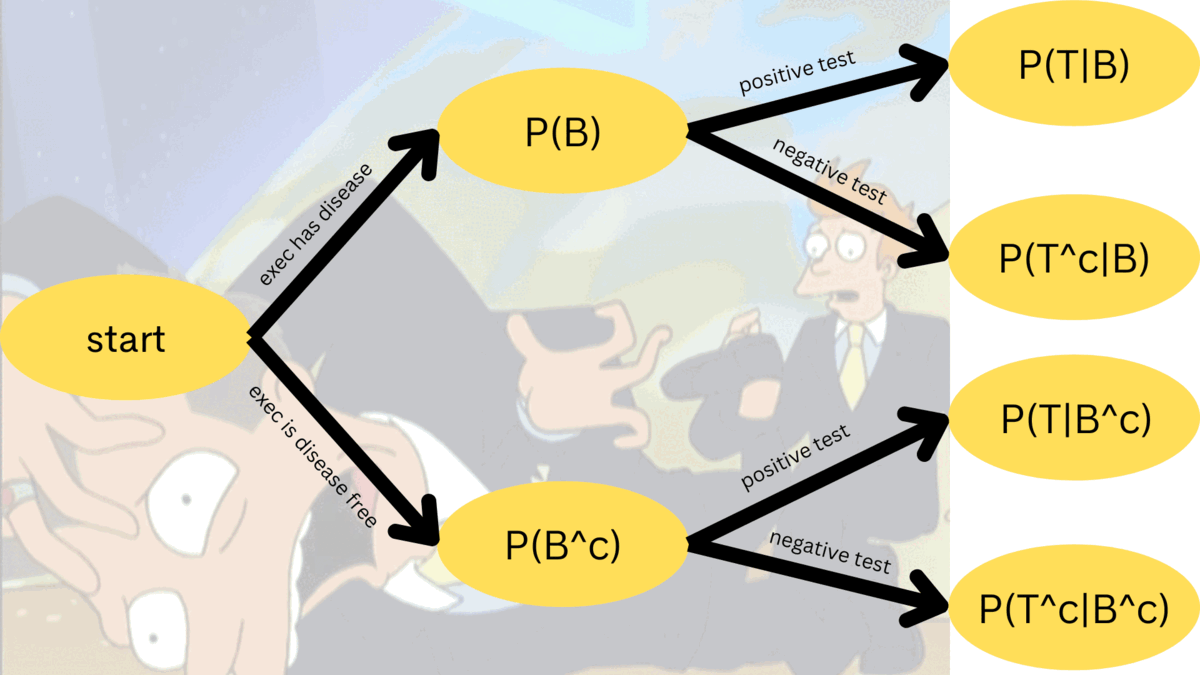 start
exec has disease
exec is disease free
P(B)
P(B^c)
positive test
negative test
positive test
negative test
P(T|B)
P(T^c|B)
P(T|B^c)
P(T^c|B^c)